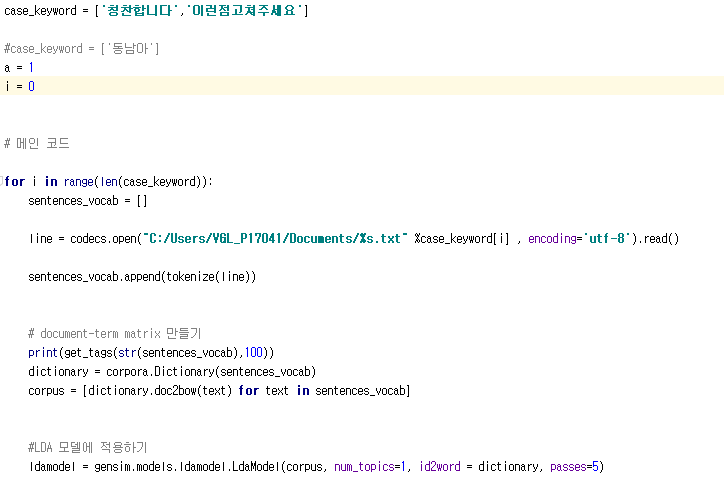 case_keyword = ['칭찬합니다','이런점고쳐주세요']
#case_keyword = ['동남아']
a = 1
i = 0
# 메인 코드
for i in range(len(case_keyword)):
sentences_vocab = []
line = codecs.open("C:/Users/YGL_P17041/Documents/%s.txt" %case_keyword[i] , encoding='utf-8').read()
sentences_vocab.append(tokenize(line))
# document-term matrix 만들기
print(get_tags(str(sentences_vocab),100))
dictionary = corpora.Dictionary(sentences_vocab)
corpus = [dictionary.doc2bow(text) for text in sentences_vocab]
#LDA 모델에 적용하기
ldamodel = gensim.models.ldamodel.LdaModel(corpus, num_topics=1, id2word = dictionary, passes=5)